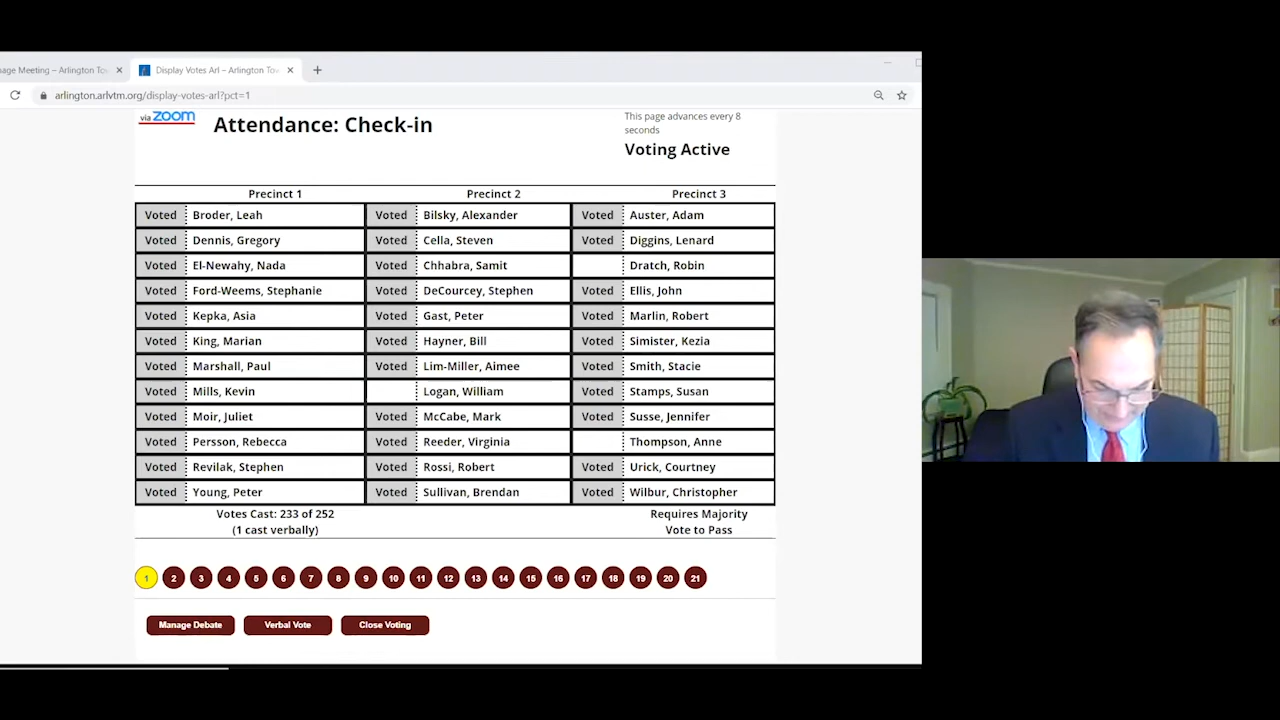 age Meeting – Arlington To
Display Votes Arl – Arlington Tow
arlington.arlvtm.org/display-votes-arl?pct=1
via zoom
Attendance: Check-in
This page advances every 8
seconds
Voting Active
Precinct 1 Precinct 2 Precinct 3
Voted Broder, Leah Voted Bilsky, Alexander Voted Auster, Adam
Voted Dennis, Gregory Voted Cella, Steven Voted Diggins, Lenard
Voted El-Newahy, Nada Voted Chhabra, Samit Dratch, Robin
Voted Ford-Weems, Stephanie Voted DeCourcey, Stephen Voted Ellis, John
Voted Kepka, Asia Voted Gast, Peter Voted Marlin, Robert
Voted King, Marian Voted Hayner, Bill Voted Simister, Kezia
Voted Marshall, Paul Voted Lim-Miller, Aimee Voted Smith, Stacie
Voted Mills, Kevin Logan, William Voted Stamps, Susan
Voted Moir, Juliet Voted McCabe, Mark Voted Susse, Jennifer
Voted Persson, Rebecca Voted Reeder, Virginia Thompson, Anne
Voted Revilak, Stephen Voted Rossi, Robert Voted Urick, Courtney
Voted Young, Peter Voted Sullivan, Brendan Voted Wilbur, Christopher
Votes Cast: 233 of 252 Requires Majority
(1 cast verbally) Vote to Pass
1 2 3 4 5 6 7 8 9 10 11 12 13 14 15 16 17 18 19 20 21
Manage Debate Verbal Vote Close Voting